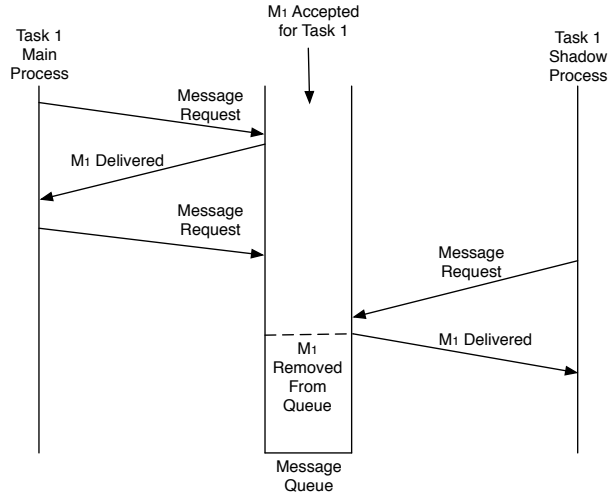 M1 Accepted
for Task 1
Task 1
Main
Process
Task 1
Shadow
Process
Message
Request
M1 Delivered
Message
Request
Message
Request
M1 Delivered
M1
Removed
From
Queue
Message
Queue